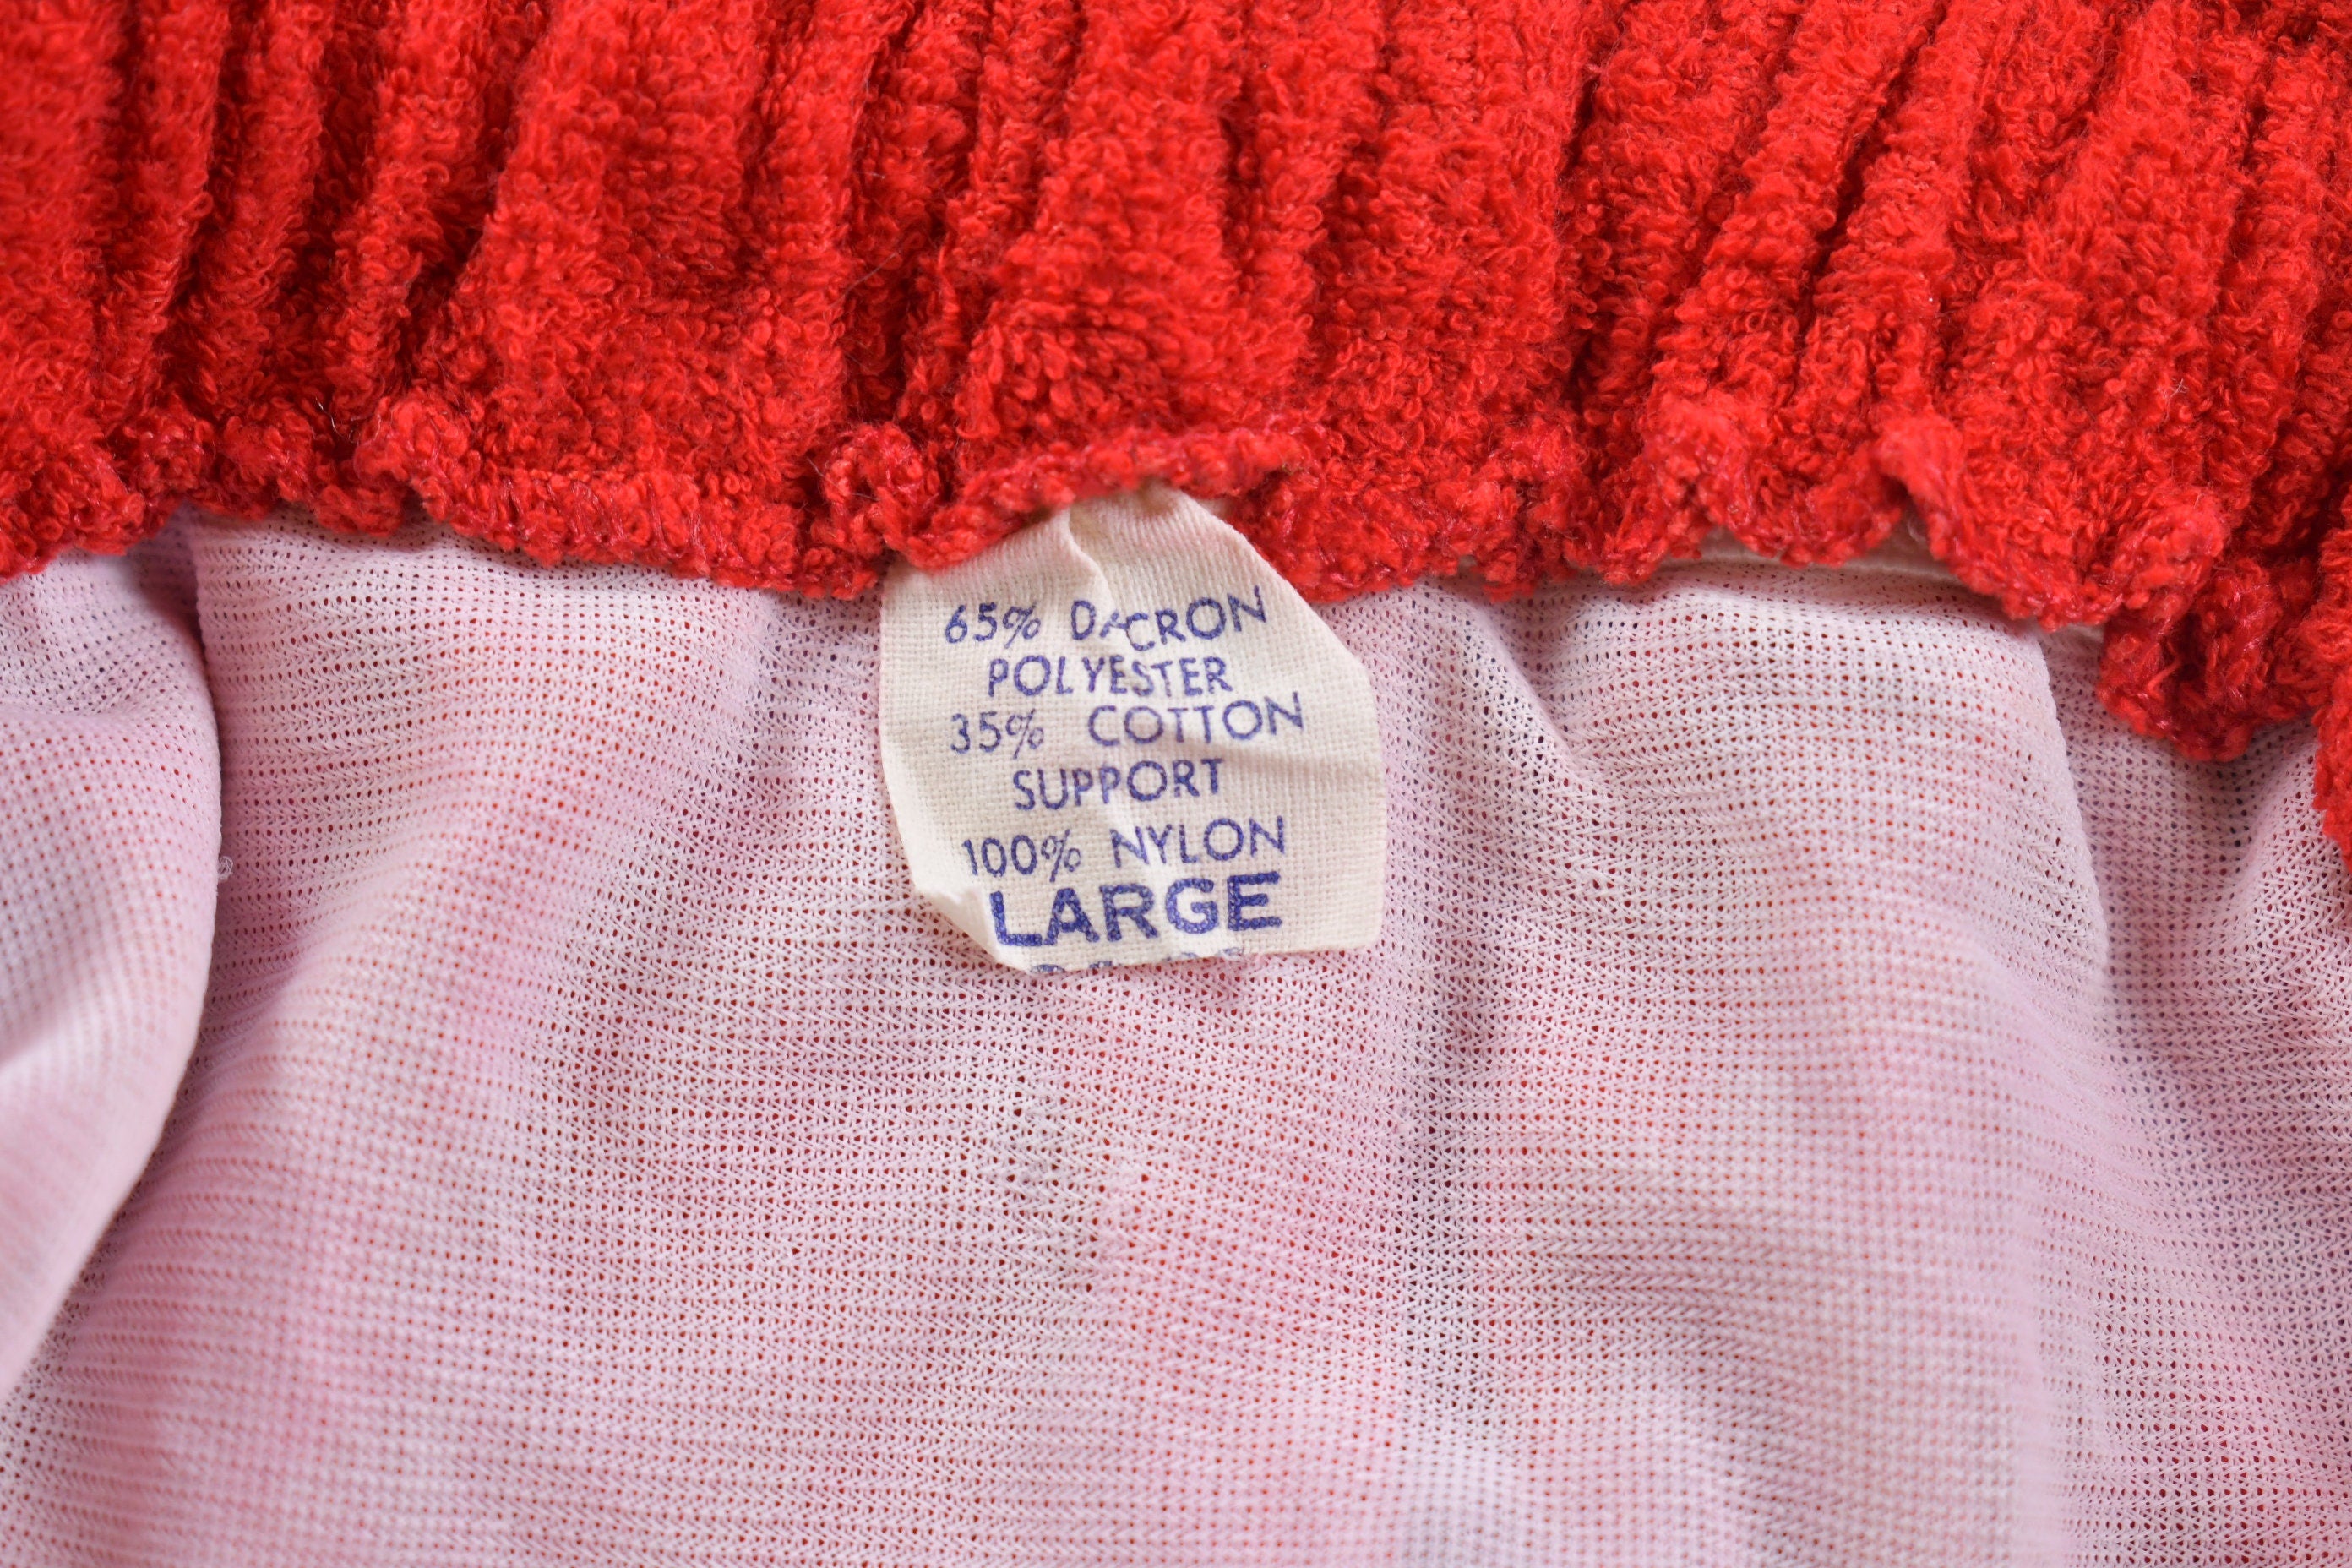 65% DACRON
POLYESTER
35% COTTON
SUPPORT
100% NYLON
LARGE